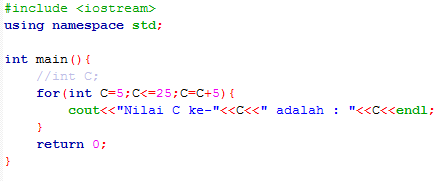 #include <iostream>
using namespace std;
int main(){
//int C;
for(int C=5;C<=25;C=C+5){
cout<<"Nilai C ke-"<<C<<" adalah : "<<C<<endl;
}
return 0;
}